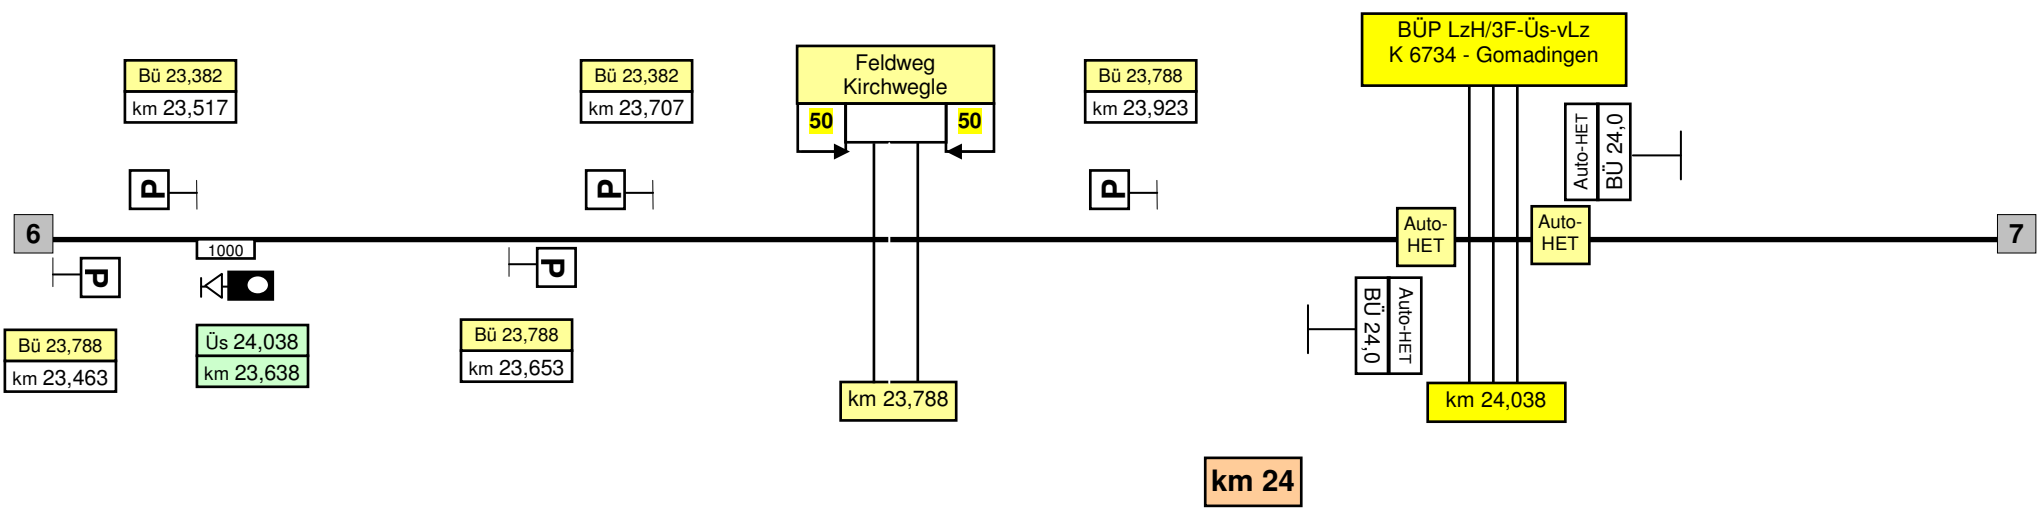 BÜP LzH/3F-Üs-vLz
K 6734 - Gomadingen
Bü 23,382
km 23,517
Bü 23,382
km 23,707
Feldweg
Kirchwegle
50
50
Bü 23,788
km 23,923
Auto-HET
BÜ 24,0
P
P
P
6
1000
Auto-
HET
Auto-
HET
7
P
P
Bü 23,788
km 23,463
Üs 24,038
km 23,638
Bü 23,788
km 23,653
BÜ 24,0
Auto-HET
km 23,788
km 24,038
km 24